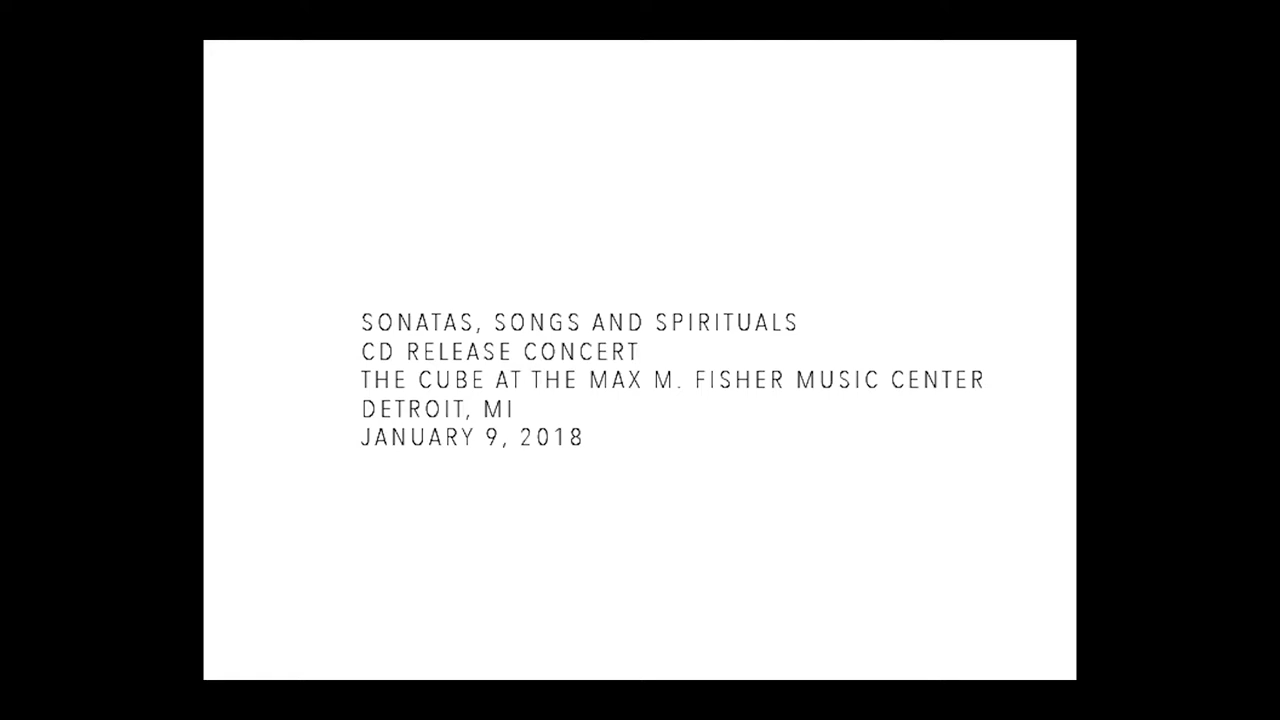 SONATAS, SONGS AND SPIRITUALS
CD RELEASE CONCERT
THE CUBE AT THE MAX M. FISHER MUSIC CENTER
DETROIT, MI
JANUARY 9, 2018